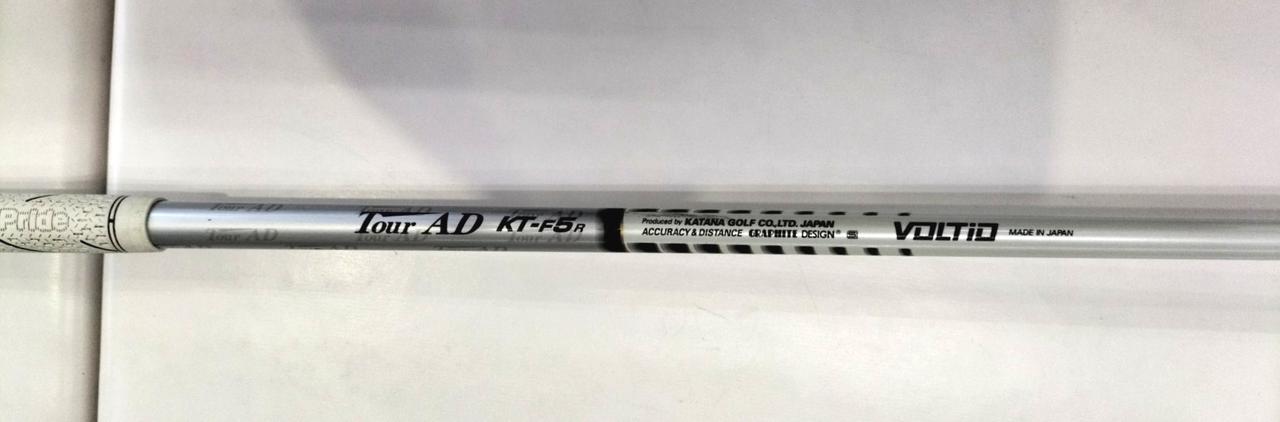 Pride
Tour AD
Tour AD
Tour AD KT-F5R
Produced by KATANA GOLF CO.,LTD. JAPAN
ACCURACY & DISTANCE GRAPHITE DESIGN®
VOLTiO MADE IN JAPAN